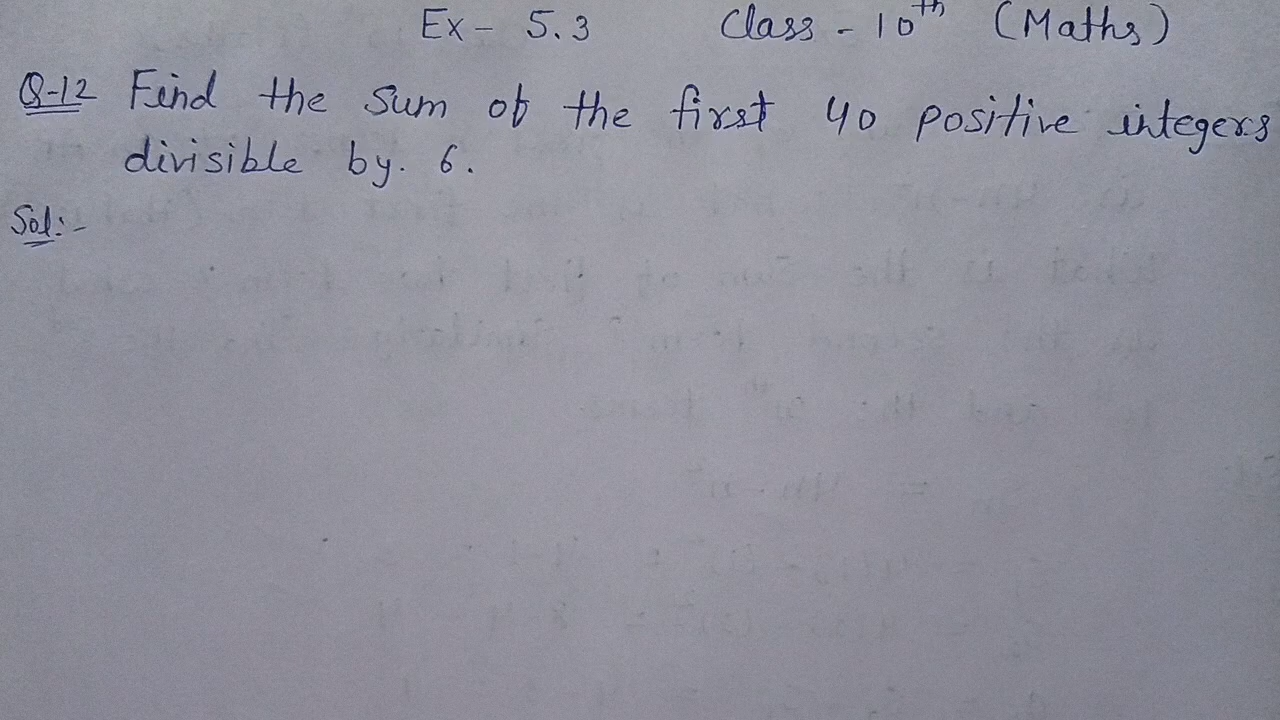 Ex - 5.3 Class - 10th (Maths)
Q-12 Find the sum of the first 40 positive integers
divisible by. 6.
Sol:-